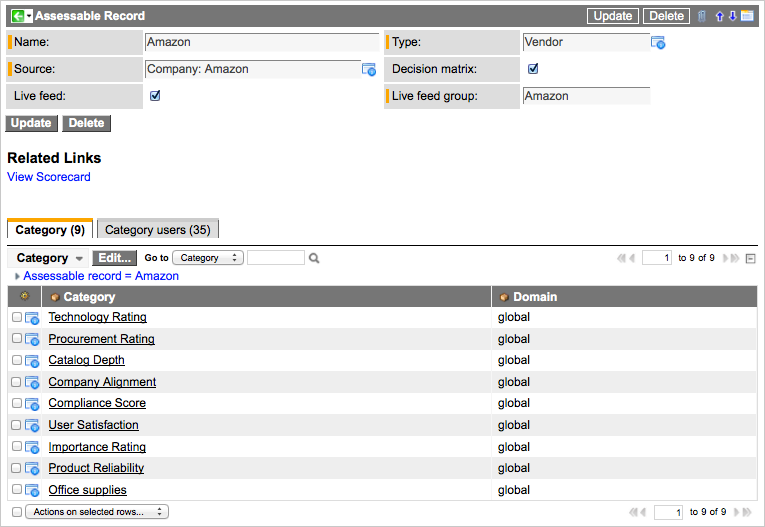 Assessable Record Update Delete
Name: Amazon Type: Vendor
Source: Company: Amazon Decision matrix:
Live feed: Live feed group: Amazon
Update Delete
Related Links
View Scorecard
Category (9) Category users (35)
Category Edit... Go to Category 1 to 9 of 9
Assessable record = Amazon
Category Domain
Technology Rating global
Procurement Rating global
Catalog Depth global
Company Alignment global
Compliance Score global
User Satisfaction global
Importance Rating global
Product Reliability global
Office supplies global
Actions on selected rows... 1 to 9 of 9